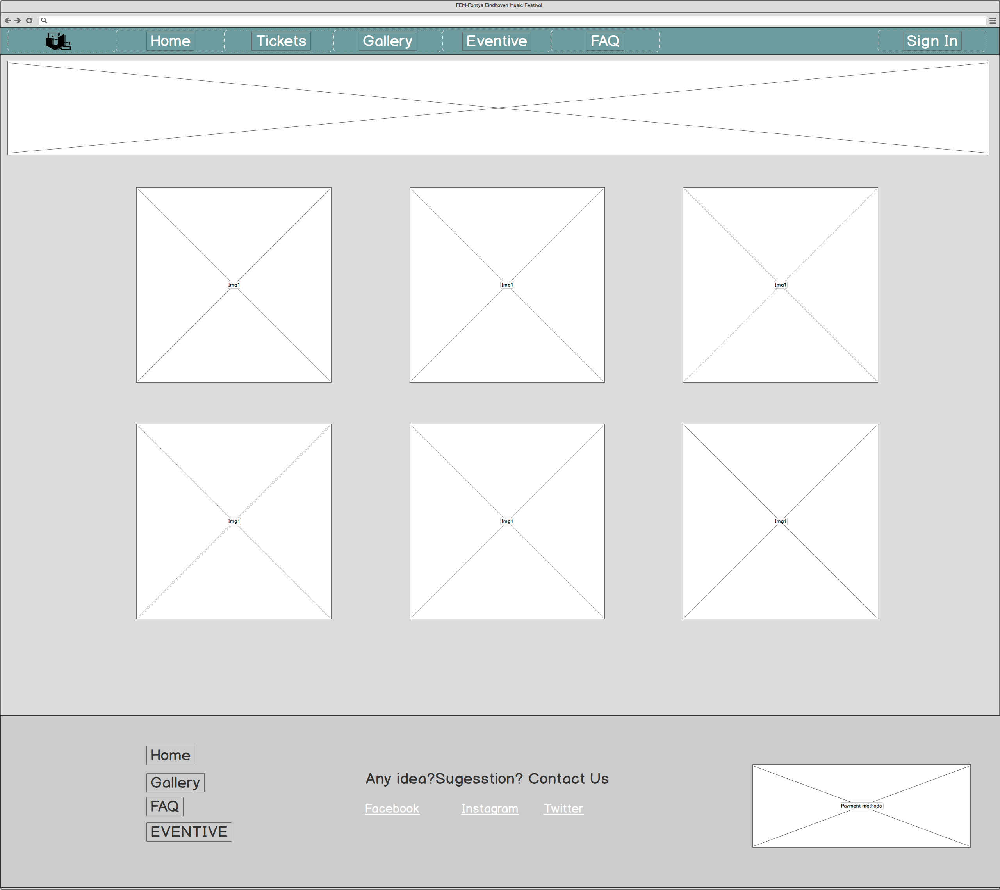 FEM-Fontys Eindhoven Music Festival
Home Tickets Gallery Eventive FAQ Sign In
Img1 Img1 Img1
Img1 Img1 Img1
Home
Gallery
FAQ
EVENTIVE
Any idea?Sugesstion? Contact Us
Facebook Instagram Twitter
Payment methods